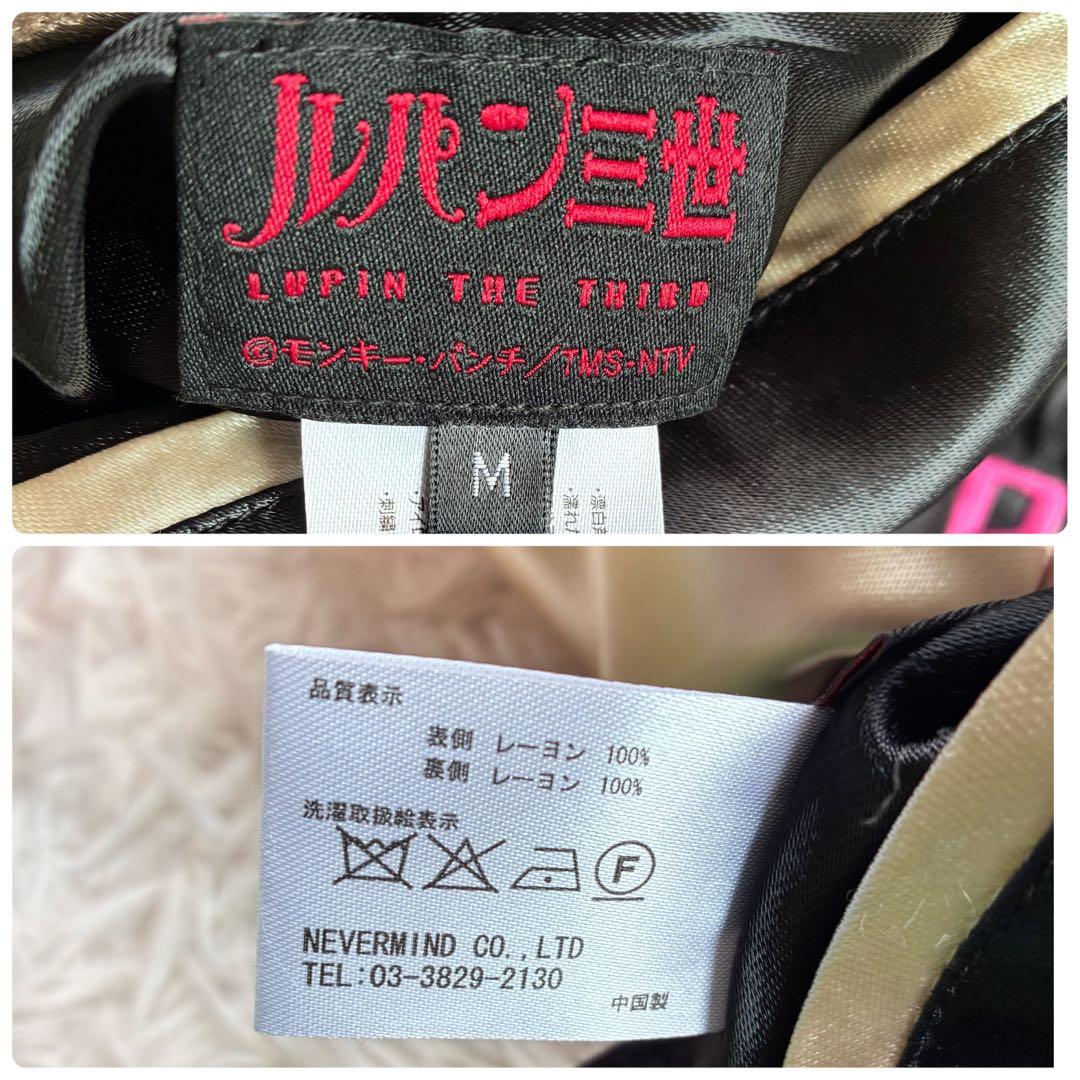 ルパン三世
LUPIN THE THIRD
©モンキー・パンチ/TMS-NTV
M
品質表示
表側 レーヨン 100%
裏側 レーヨン 100%
洗濯取扱絵表示
F
NEVERMIND CO.,LTD
TEL:03-3829-2130
中国製